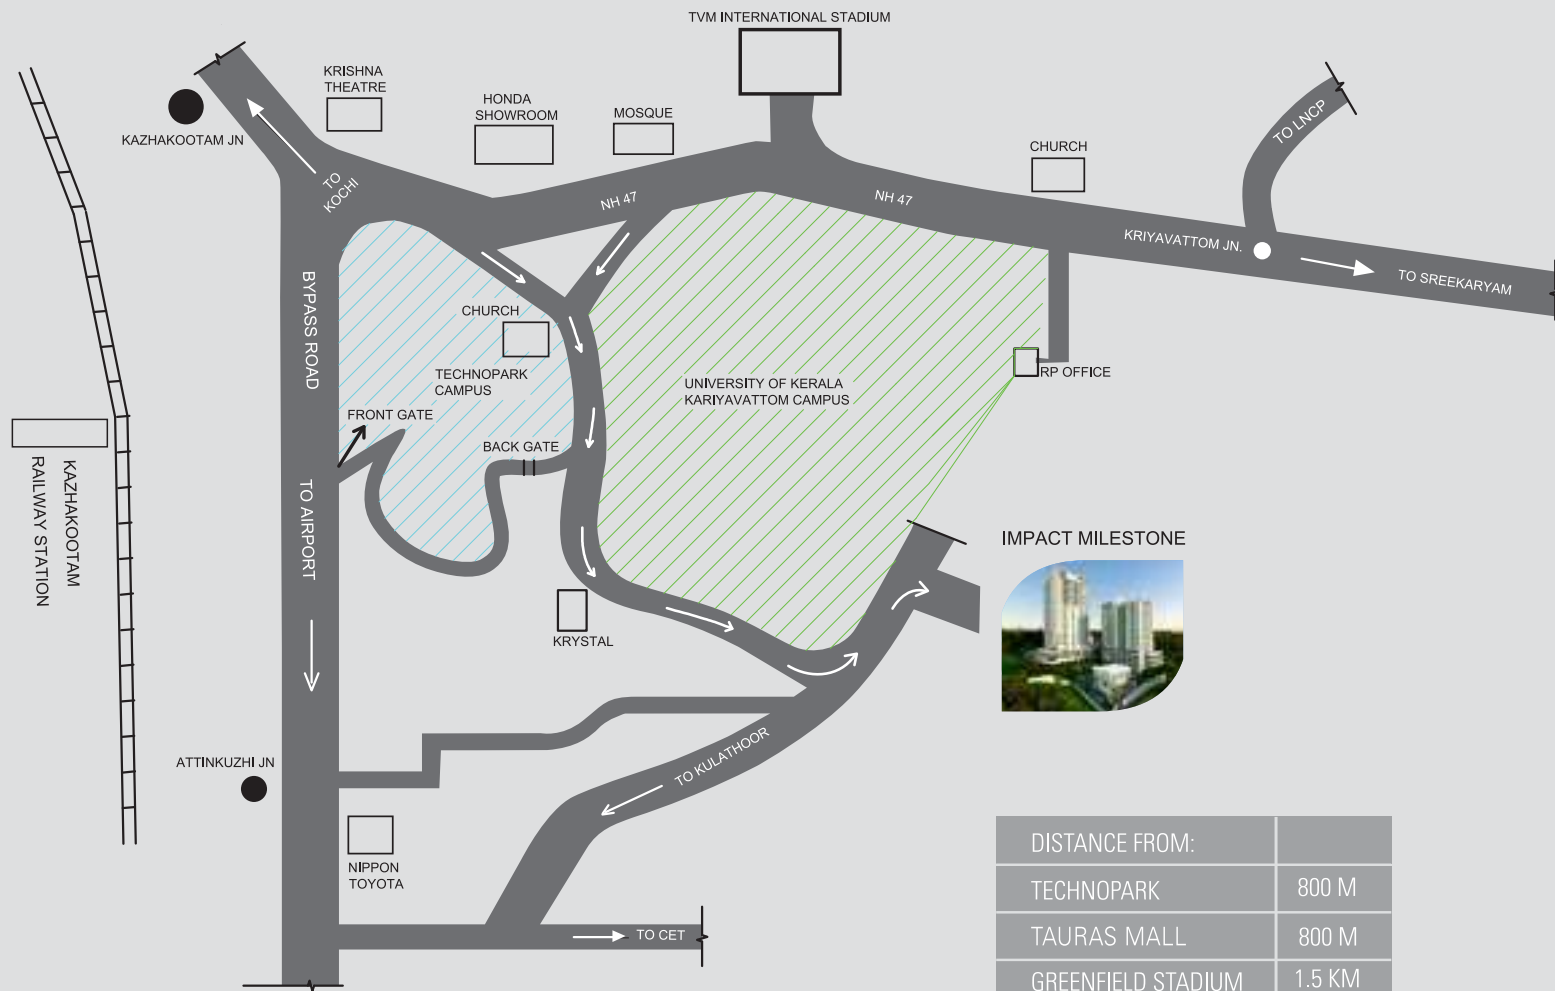 TVM INTERNATIONAL STADIUM
KRISHNA
THEATRE
HONDA
SHOWROOM
MOSQUE
KAZHAKOOTAM JN
CHURCH
TO LNCP
TO
KOCHI
NH 47
NH 47
KRIYAVATTOM JN.
TO SREEKARYAM
BYPASS ROAD
CHURCH
TECHNOPARK
CAMPUS
UNIVERSITY OF KERALA
KARIYAVATTOM CAMPUS
RP OFFICE
FRONT GATE
BACK GATE
KAZHAKOOTAM
RAILWAY STATION
TO AIRPORT
IMPACT MILESTONE
KRYSTAL
ATTINKUZHI JN
TO KULATHOOR
NIPPON
TOYOTA
TO CET
DISTANCE FROM:
TECHNOPARK 800 M
TAURAS MALL 800 M
GREENFIELD STADIUM 1.5 KM